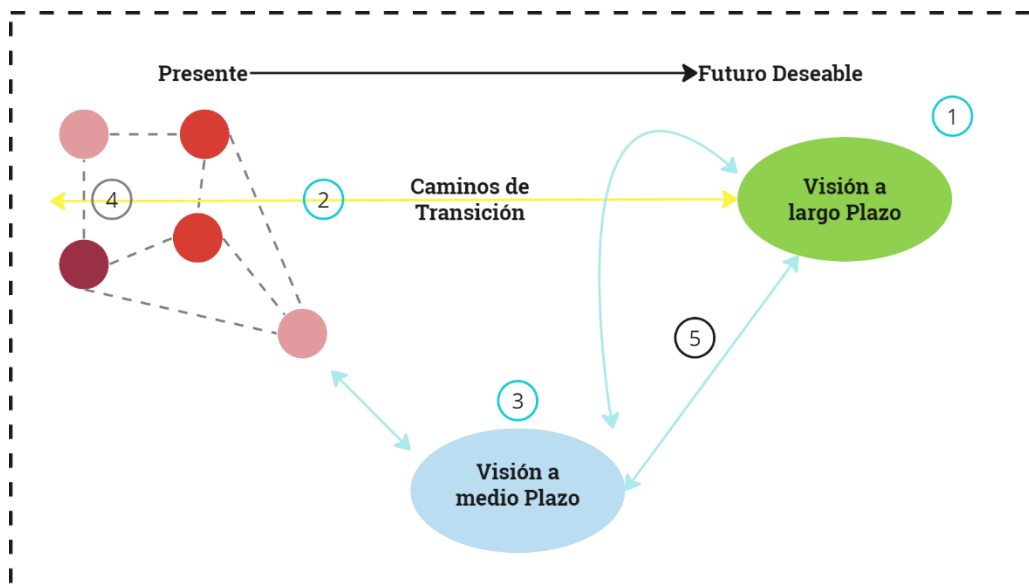 Presente
Futuro Deseable
1
Visión a
largo Plazo
4
2
Caminos de
Transición
5
3
Visión a
medio Plazo